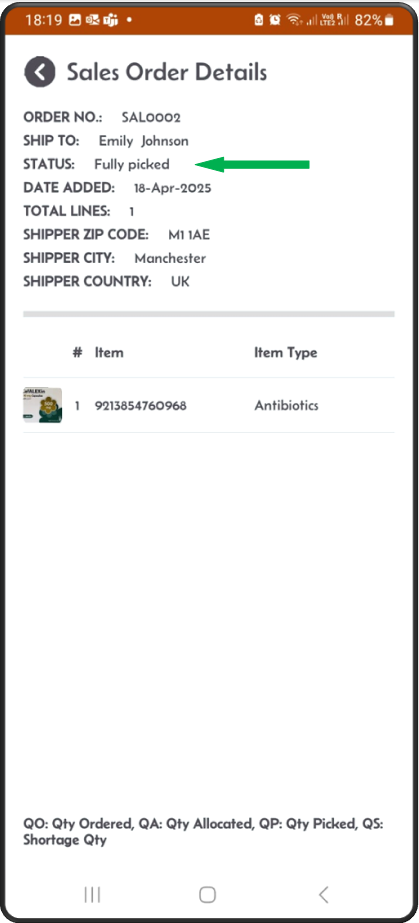 18:19 82%
Sales Order Details
ORDER NO.: SAL0002
SHIP TO: Emily Johnson
STATUS: Fully picked
DATE ADDED: 18-Apr-2025
TOTAL LINES: 1
SHIPPER ZIP CODE: M1 1AE
SHIPPER CITY: Manchester
SHIPPER COUNTRY: UK
# Item Item Type
1 9213854760968 Antibiotics
QO: Qty Ordered, QA: Qty Allocated, QP: Qty Picked, QS:
Shortage Qty